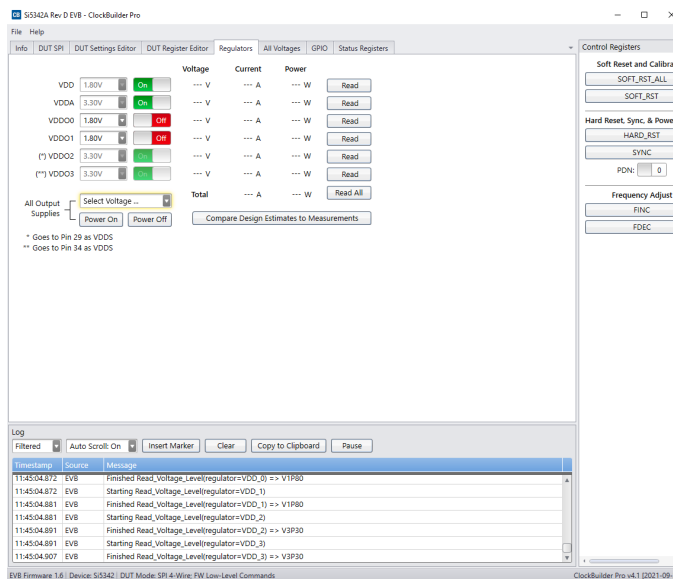 CB Si5342A Rev D EVB - ClockBuilder Pro
File Help
Info DUT SPI DUT Settings Editor DUT Register Editor Regulators All Voltages GPIO Status Registers
Voltage Current Power
VDD 1.80V On --- V --- A --- W Read
VDDA 3.30V On --- V --- A --- W Read
VDDO0 1.80V Off --- V --- A --- W Read
VDDO1 1.80V Off --- V --- A --- W Read
(*) VDDO2 3.30V On --- V --- A --- W Read
(**) VDDO3 3.30V On --- V --- A --- W Read
Total --- A --- W Read All
All Output Supplies Select Voltage ...
Power On Power Off Compare Design Estimates to Measurements
* Goes to Pin 29 as VDDS
** Goes to Pin 34 as VDDS
Control Registers
Soft Reset and Calibra
SOFT_RST_ALL
SOFT_RST
Hard Reset, Sync, & Powe
HARD_RST
SYNC
PDN: 0
Frequency Adjust
FINC
FDEC
Log
Filtered Auto Scroll: On Insert Marker Clear Copy to Clipboard Pause
Timestamp Source Message
11:45:04.872 EVB Finished Read_Voltage_Level(regulator=VDD_0) => V1P80
11:45:04.872 EVB Starting Read_Voltage_Level(regulator=VDD_1)
11:45:04.881 EVB Finished Read_Voltage_Level(regulator=VDD_1) => V1P80
11:45:04.881 EVB Starting Read_Voltage_Level(regulator=VDD_2)
11:45:04.891 EVB Finished Read_Voltage_Level(regulator=VDD_2) => V3P30
11:45:04.891 EVB Starting Read_Voltage_Level(regulator=VDD_3)
11:45:04.907 EVB Finished Read_Voltage_Level(regulator=VDD_3) => V3P30
EVB Firmware 1.6 Device: Si5342 DUT Mode: SPI 4-Wire; FW Low-Level Commands ClockBuilder Pro v4.1 [2021-09-